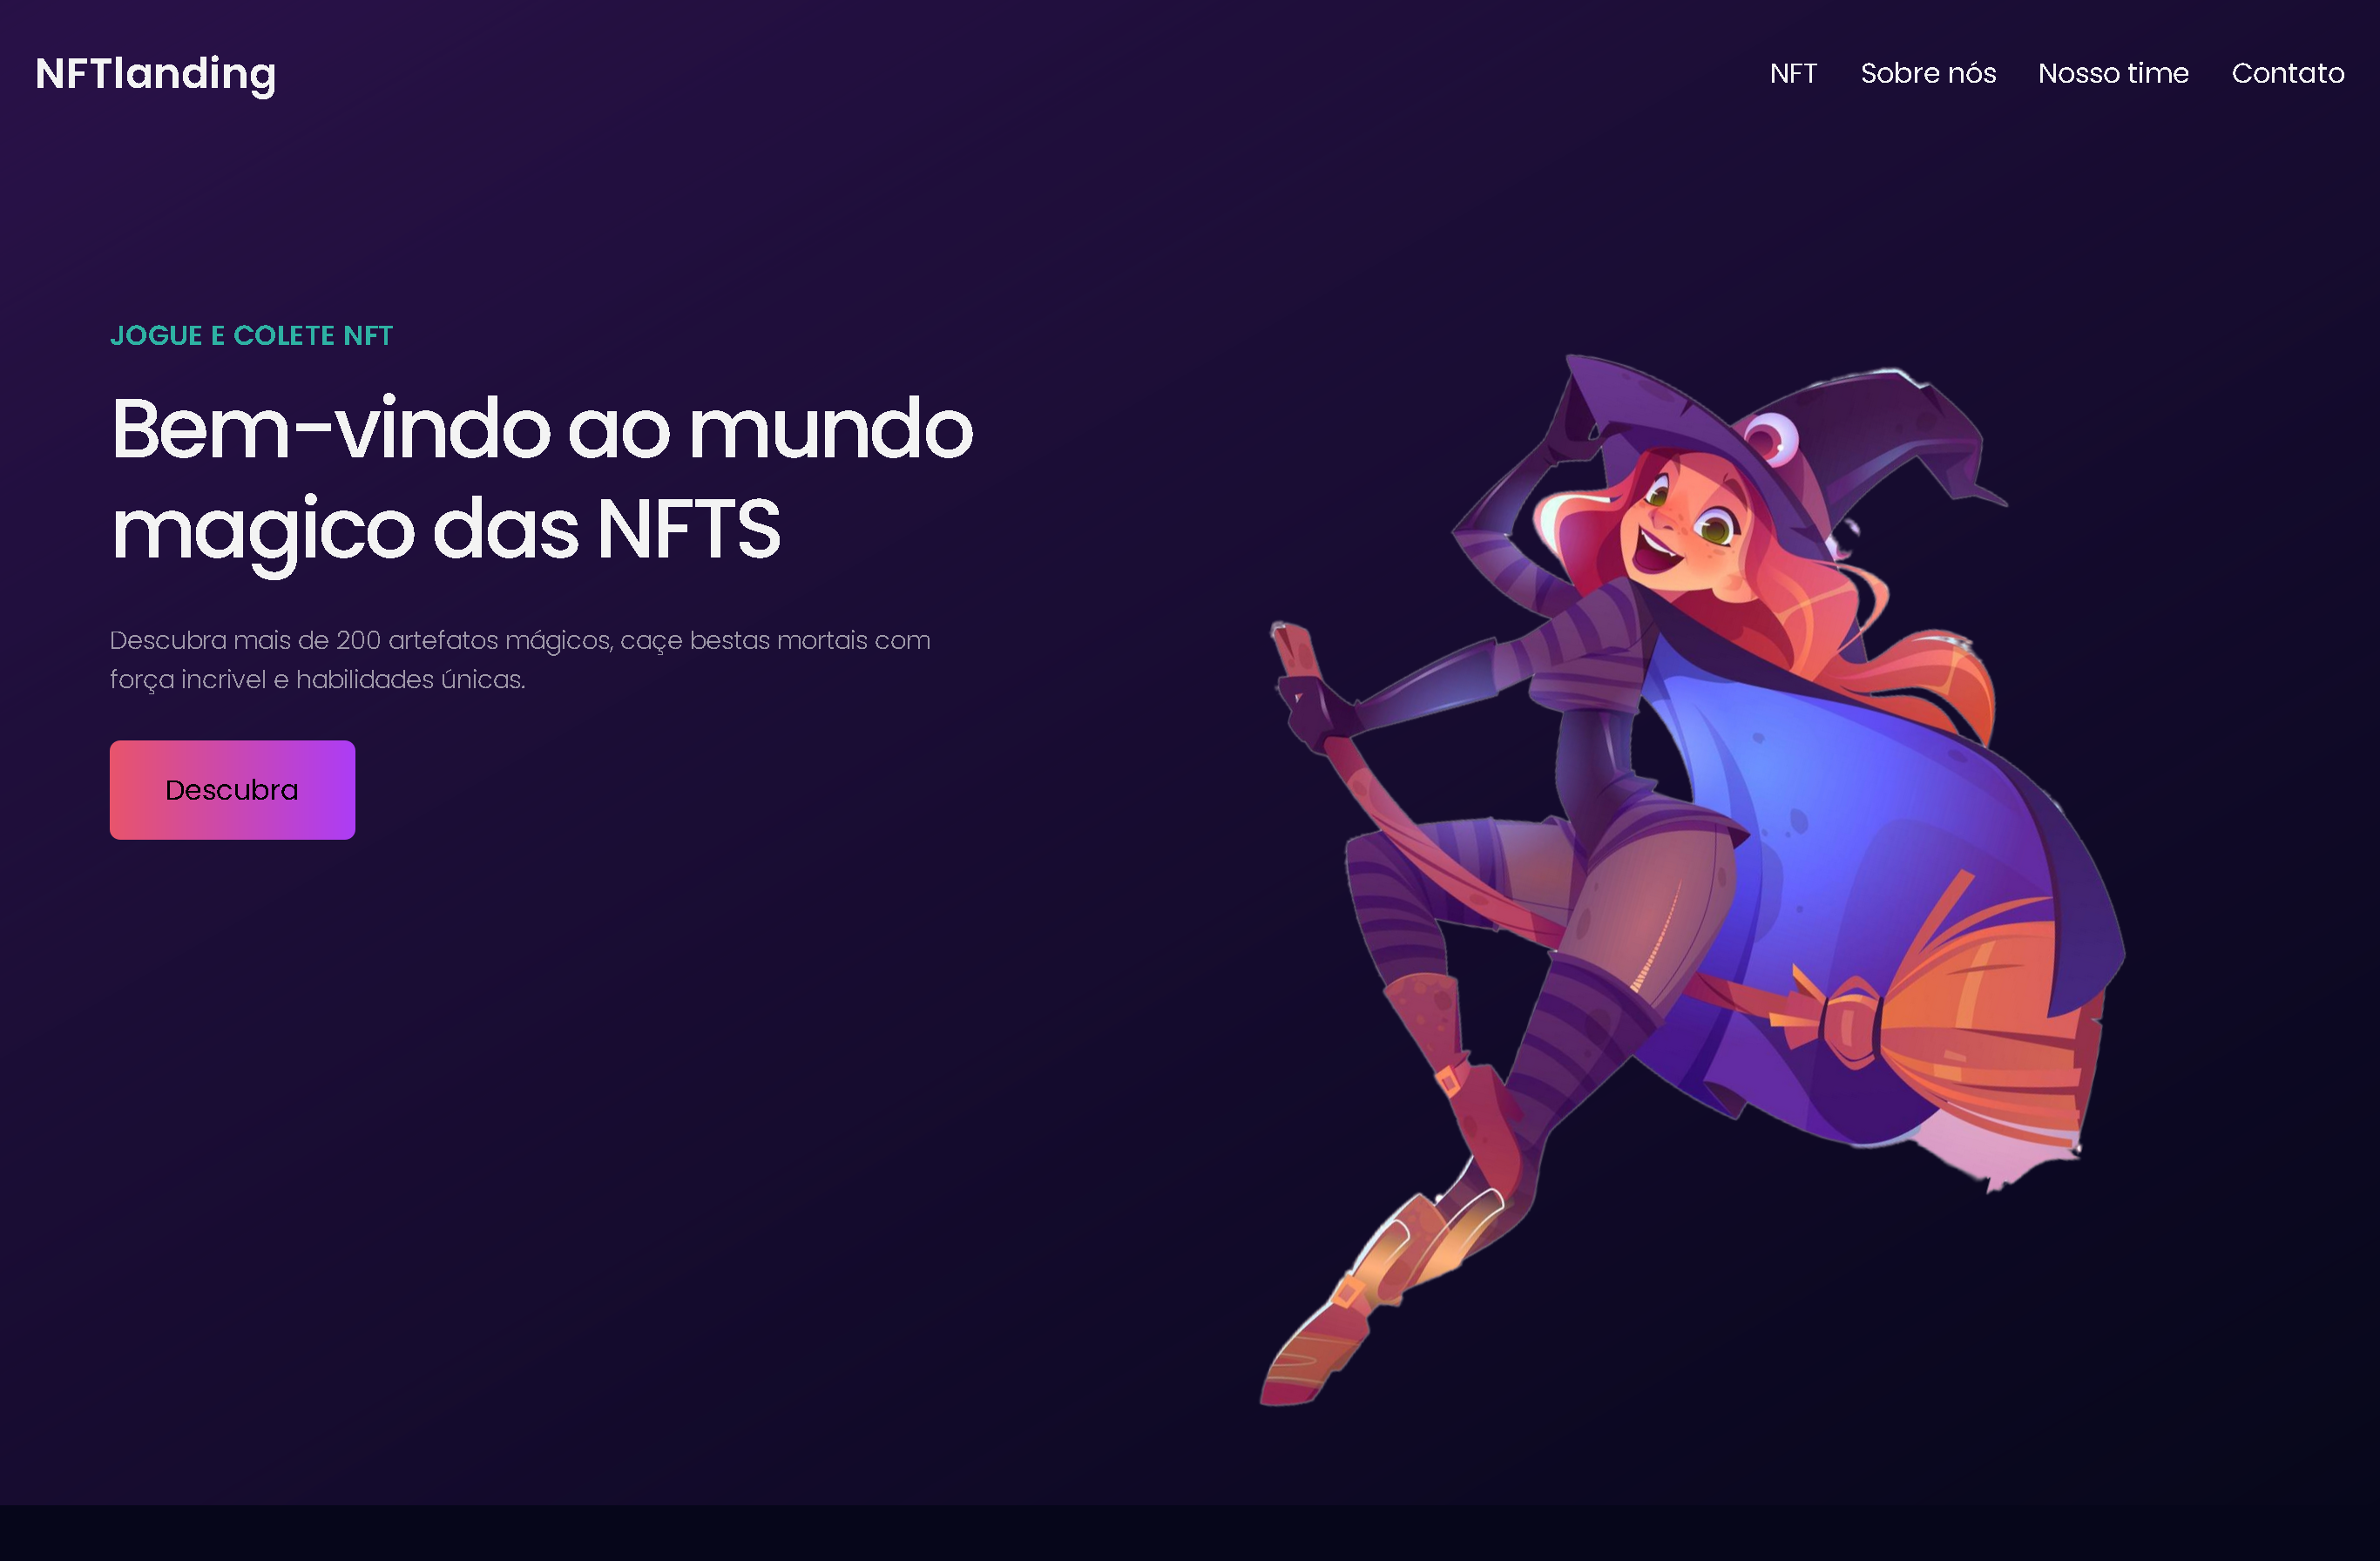 NFTlanding
NFT Sobre nós Nosso time Contato
JOGUE E COLETE NFT
Bem-vindo ao mundo
magico das NFTS
Descubra mais de 200 artefatos mágicos, caçe bestas mortais com
força incrivel e habilidades únicas.
Descubra